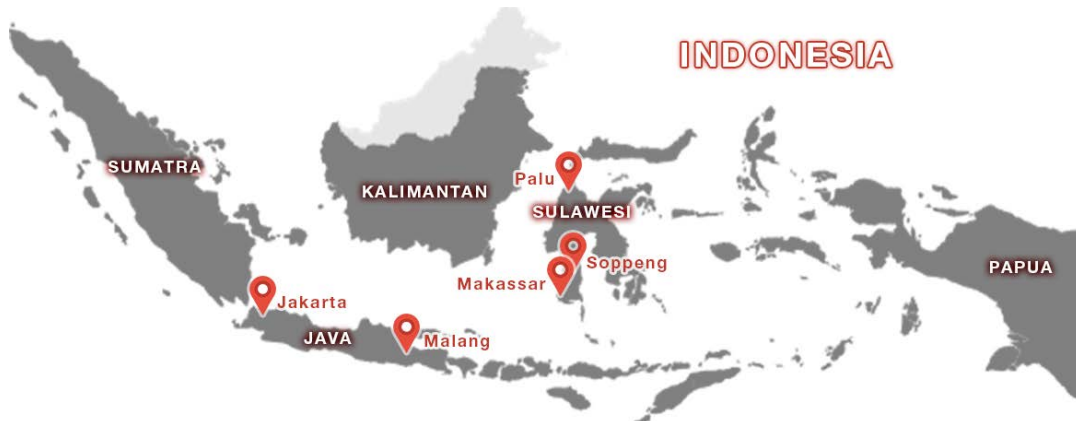 INDONESIA
SUMATRA
Palu
KALIMANTAN
SULAWESI
Soppeng
PAPUA
Makassar
Jakarta
JAVA
Malang